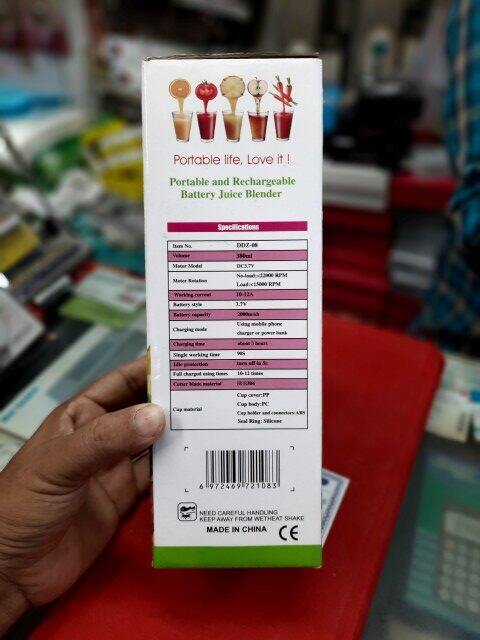 Portable life, Love it !
Portable and Rechargeable
Battery Juice Blender
Specifications
Item No. DDZ-08
Volume 380ml
Motor Model DC3.7V
Motor Rotation No-load:<22000 RPM
Load:<15000 RPM
Working current 10-12A
Battery style 3.7V
Battery capacity 2000mAh
Charging mode Using mobile phone
charger or power bank
Charging time about 3 hours
Single working time 90S
Idle protection turn off in 5s
Full charged using times 10-12 times
Cutter blade material SUS304
Cup material Cup cover:PP
Cup body:PC
Cup holder and connectors:ABS
Seal Ring: Silicone
6 972469 721083
NEED CAREFUL HANDLING
KEEP AWAY FROM WETHEAT SHAKE
MADE IN CHINA CE